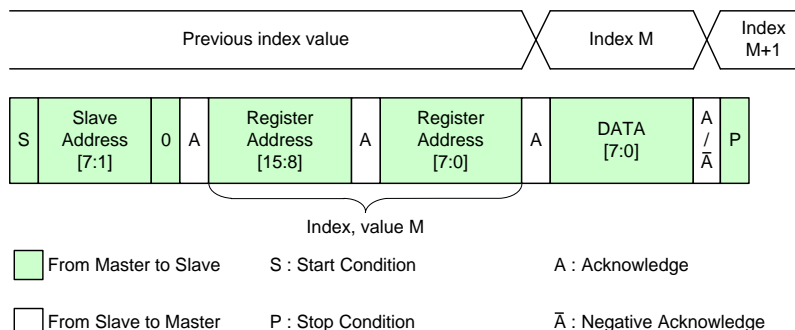 Previous index value
Index M
Index
M+1
S
Slave
Address
[7:1]
0
A
Register
Address
[15:8]
A
Register
Address
[7:0]
A
DATA
[7:0]
A
/
A̅
P
Index, value M
From Master to Slave
S : Start Condition
A : Acknowledge
From Slave to Master
P : Stop Condition
A̅ : Negative Acknowledge